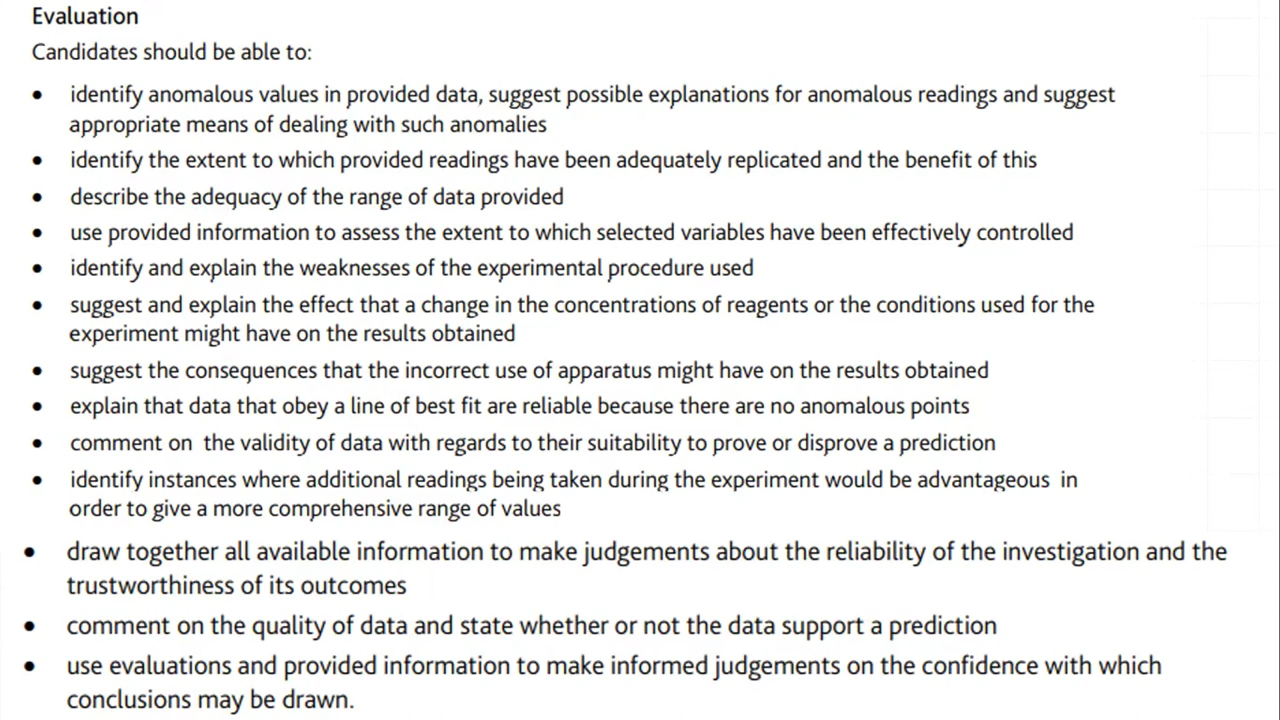 Evaluation
Candidates should be able to:
• identify anomalous values in provided data, suggest possible explanations for anomalous readings and suggest
appropriate means of dealing with such anomalies
• identify the extent to which provided readings have been adequately replicated and the benefit of this
• describe the adequacy of the range of data provided
• use provided information to assess the extent to which selected variables have been effectively controlled
• identify and explain the weaknesses of the experimental procedure used
• suggest and explain the effect that a change in the concentrations of reagents or the conditions used for the
experiment might have on the results obtained
• suggest the consequences that the incorrect use of apparatus might have on the results obtained
• explain that data that obey a line of best fit are reliable because there are no anomalous points
• comment on the validity of data with regards to their suitability to prove or disprove a prediction
• identify instances where additional readings being taken during the experiment would be advantageous in
order to give a more comprehensive range of values
• draw together all available information to make judgements about the reliability of the investigation and the
trustworthiness of its outcomes
• comment on the quality of data and state whether or not the data support a prediction
• use evaluations and provided information to make informed judgements on the confidence with which
conclusions may be drawn.